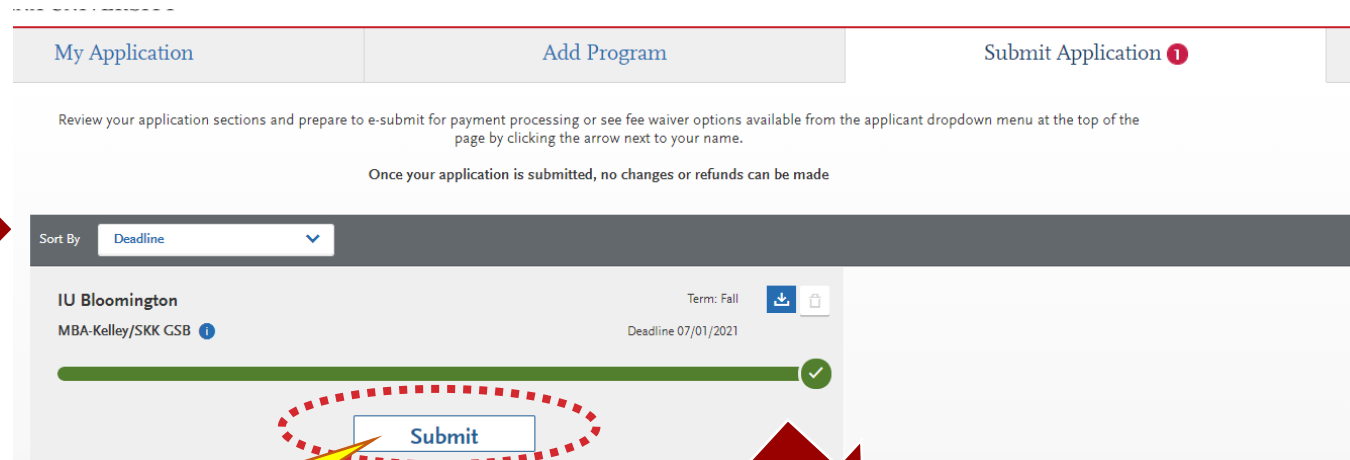 My Application
Add Program
Submit Application 1
Review your application sections and prepare to e-submit for payment processing or see fee waiver options available from the applicant dropdown menu at the top of the
page by clicking the arrow next to your name.
Once your application is submitted, no changes or refunds can be made
Sort By Deadline
IU Bloomington
Term: Fall
MBA-Kelley/SKK GSB i
Deadline 07/01/2021
Submit